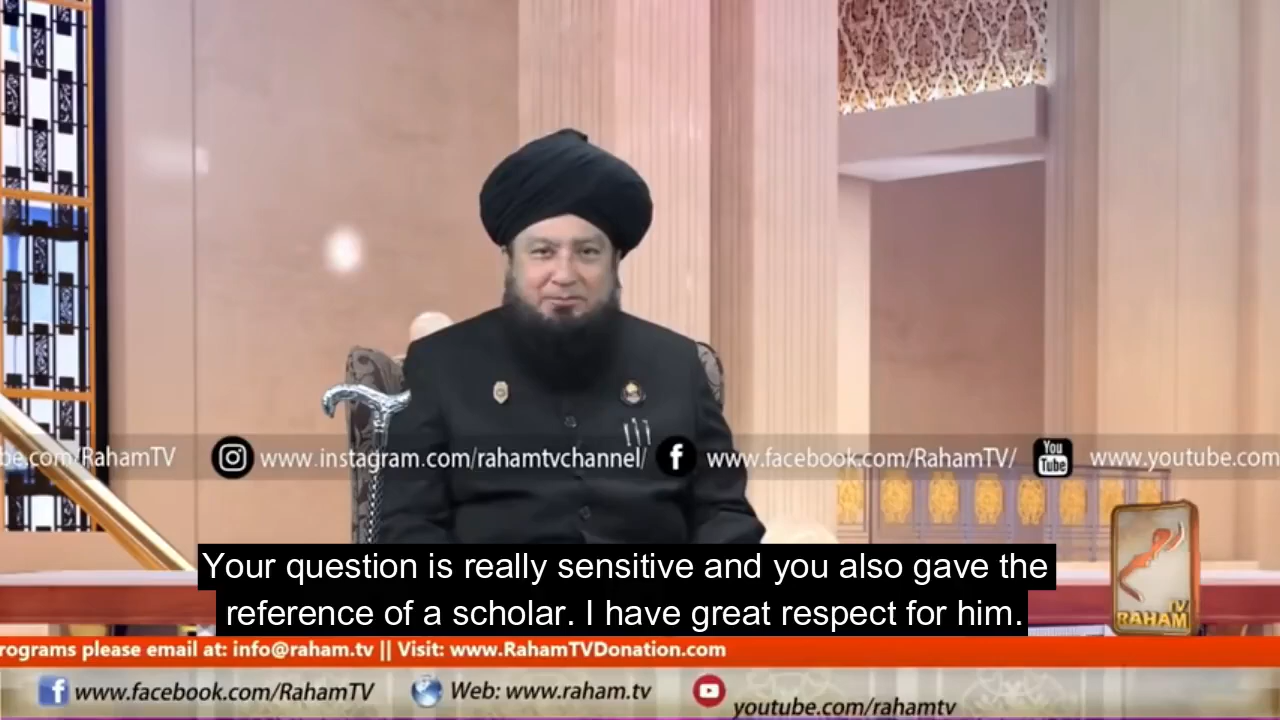 be.com/RahamTV www.instagram.com/rahamtvchannel/ f www.facebook.com/RahamTV/ You Tube www.youtube.com
Your question is really sensitive and you also gave the
reference of a scholar. I have great respect for him.
TV
RAHAM
rograms please email at: info@raham.tv || Visit: www.RahamTVDonation.com
f www.facebook.com/RahamTV Web: www.raham.tv youtube.com/rahamtv